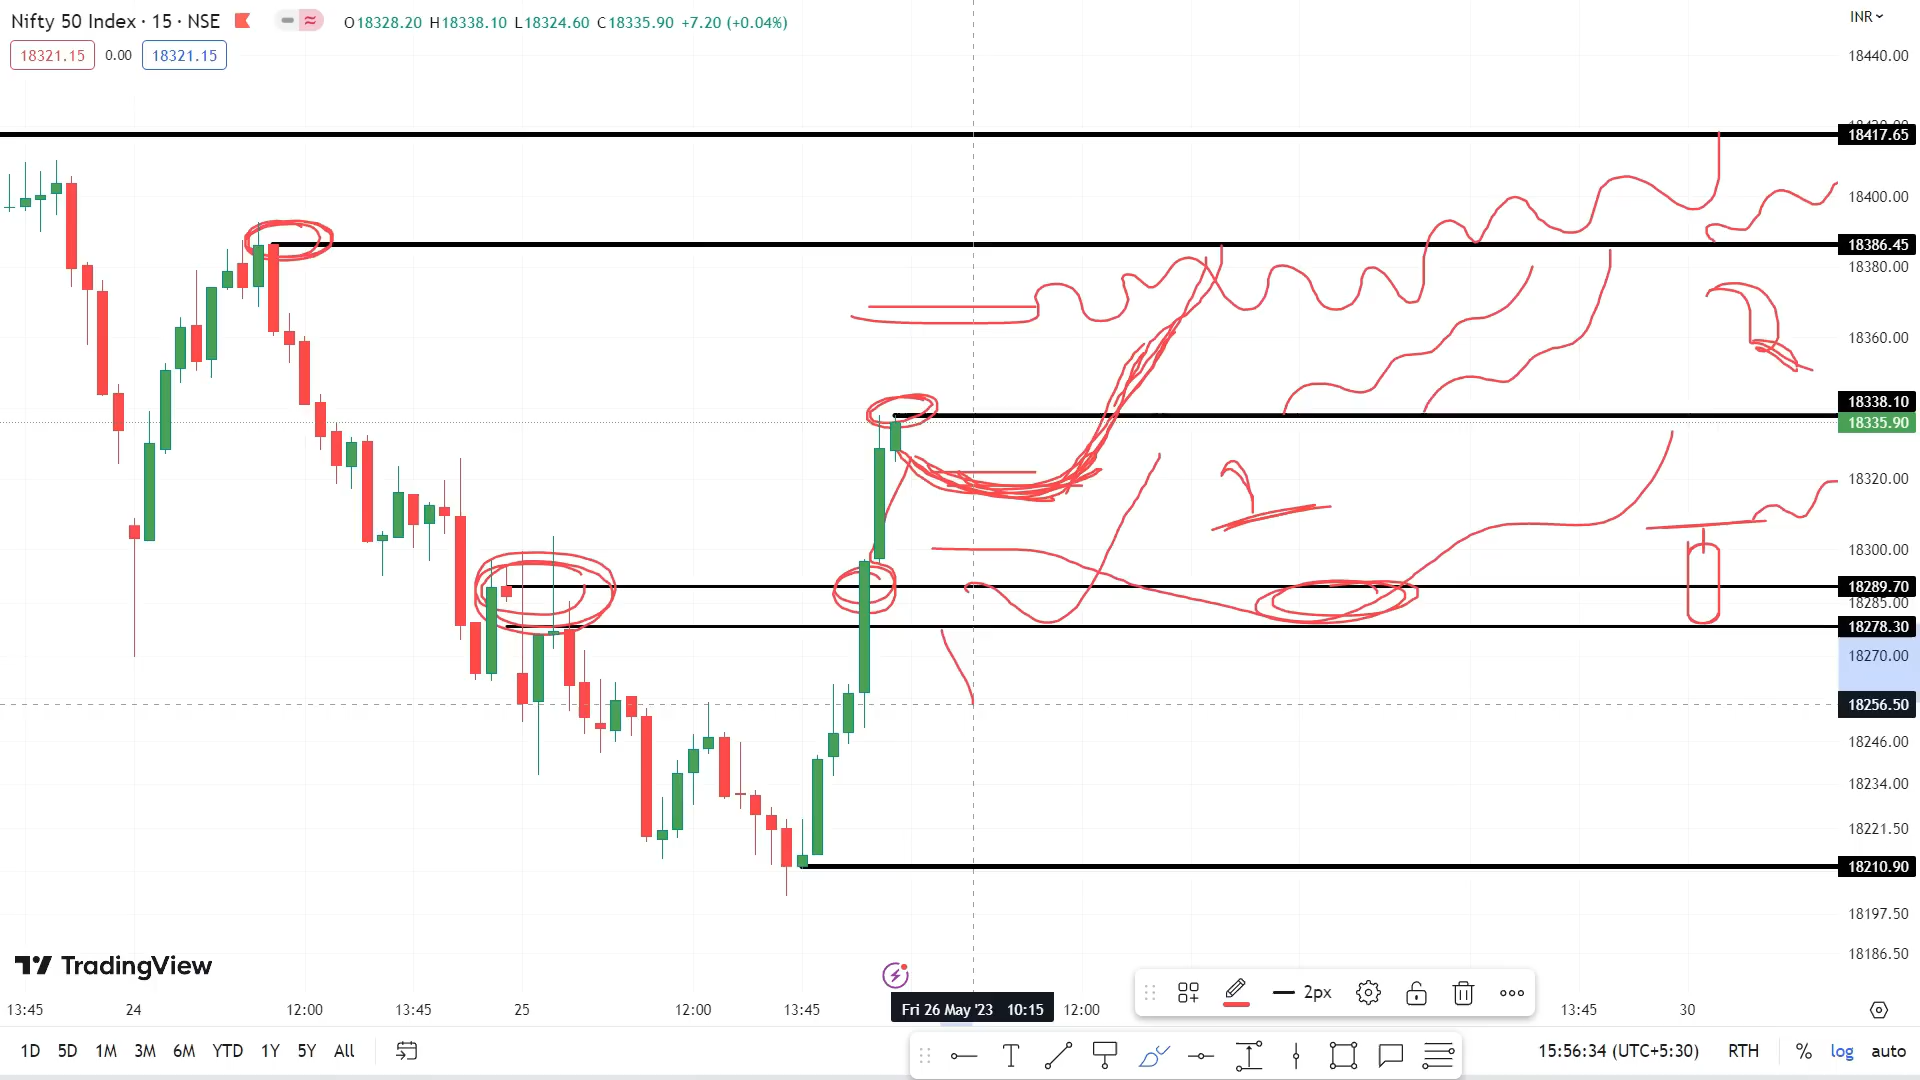 Nifty 50 Index · 15 · NSE
O18328.20 H18338.10 L18324.60 C18335.90 +7.20 (+0.04%)
INR
18321.15 0.00 18321.15
18440.00
18417.65
18400.00
18386.45
18380.00
18360.00
18338.10
18335.90
18320.00
18300.00
18289.70
18285.00
18278.30
18270.00
18256.50
18246.00
18234.00
18221.50
18210.90
18197.50
18186.50
TradingView
2px
13:45 24 12:00 13:45 25 12:00 13:45 Fri 26 May '23 10:15 12:00 13:45 30
1D 5D 1M 3M 6M YTD 1Y 5Y All
T
15:56:34 (UTC+5:30) RTH % log auto